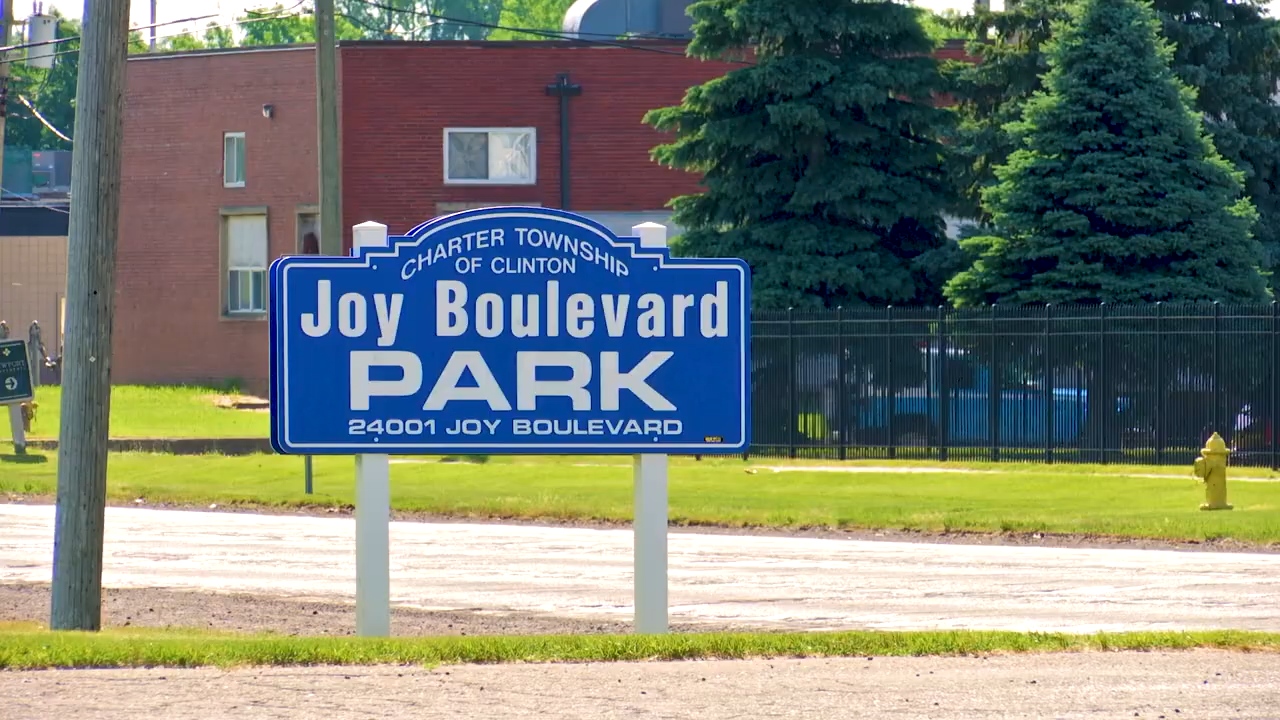 CHARTER TOWNSHIP
OF CLINTON
Joy Boulevard
PARK
24001 JOY BOULEVARD